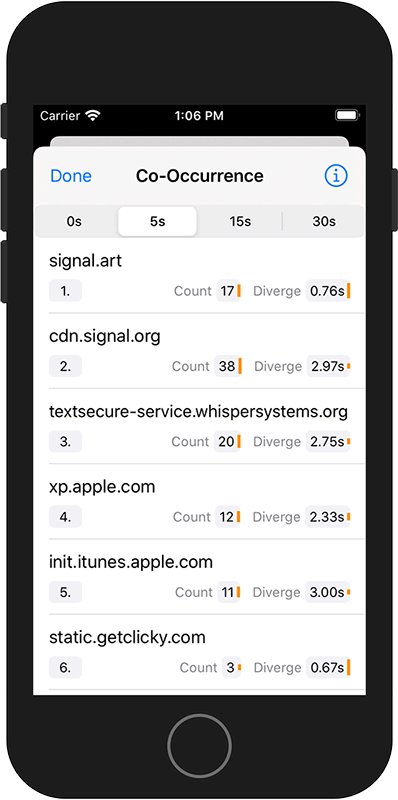 Carrier 1:06 PM
Done Co-Occurrence
0s 5s 15s 30s
signal.art
1. Count 17 Diverge 0.76s
cdn.signal.org
2. Count 38 Diverge 2.97s
textsecure-service.whispersystems.org
3. Count 20 Diverge 2.75s
xp.apple.com
4. Count 12 Diverge 2.33s
init.itunes.apple.com
5. Count 11 Diverge 3.00s
static.getclicky.com
6. Count 3 Diverge 0.67s